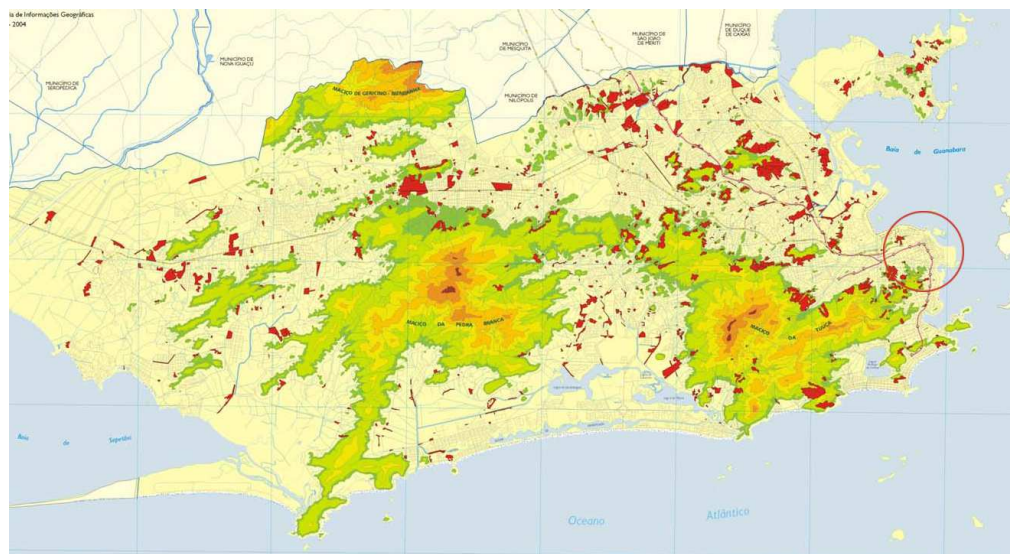 ia de Informações Geográficas
2004
MUNICÍPIO
DE SEROPÉDICA
MUNICÍPIO DE
NOVA IGUAÇU
MUNICÍPIO
DE MESQUITA
MUNICÍPIO
DE
NILÓPOLIS
MUNICÍPIO DE
SÃO JOÃO
DE MERITI
MUNICÍPIO
DE DUQUE
DE CAXIAS
MACIÇO DE GERICINÓ - MENDANHA
Baía de Guanabara
MACIÇO DA PEDRA BRANCA
MACIÇO DA TIJUCA
Baía de Sepetiba
Oceano Atlântico